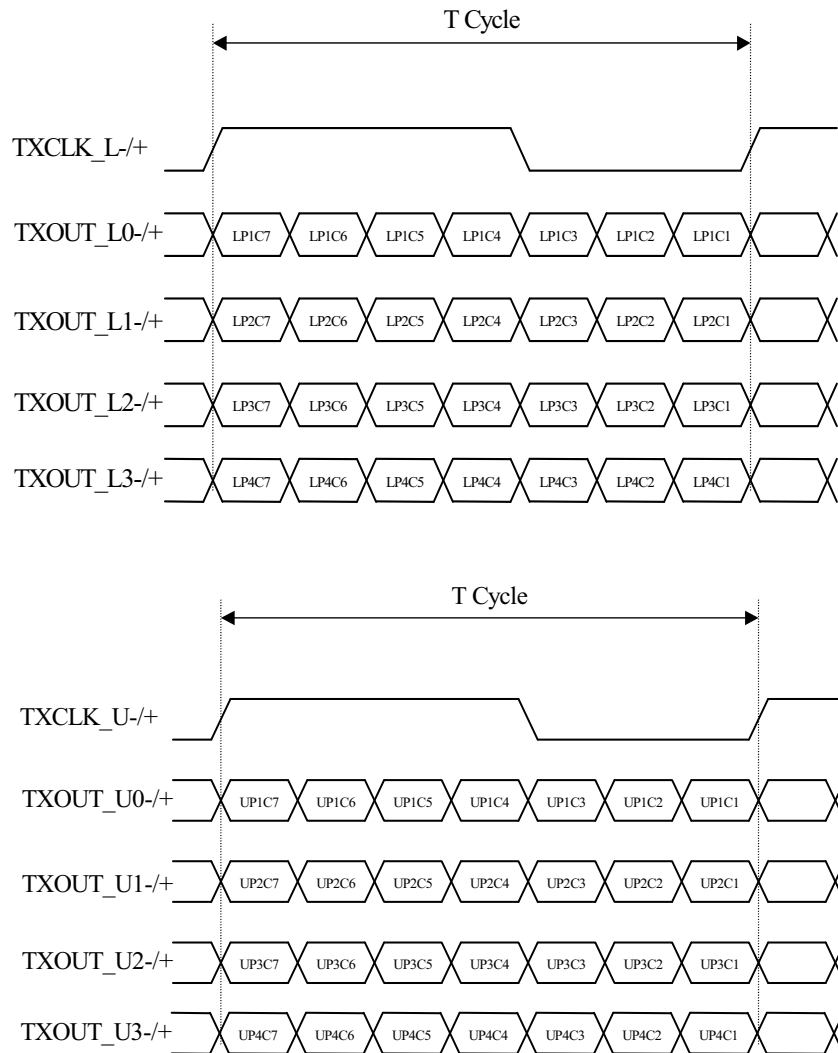 T Cycle
TXCLK_L-/+
TXOUT_L0-/+ LP1C7 LP1C6 LP1C5 LP1C4 LP1C3 LP1C2 LP1C1
TXOUT_L1-/+ LP2C7 LP2C6 LP2C5 LP2C4 LP2C3 LP2C2 LP2C1
TXOUT_L2-/+ LP3C7 LP3C6 LP3C5 LP3C4 LP3C3 LP3C2 LP3C1
TXOUT_L3-/+ LP4C7 LP4C6 LP4C5 LP4C4 LP4C3 LP4C2 LP4C1
T Cycle
TXCLK_U-/+
TXOUT_U0-/+ UP1C7 UP1C6 UP1C5 UP1C4 UP1C3 UP1C2 UP1C1
TXOUT_U1-/+ UP2C7 UP2C6 UP2C5 UP2C4 UP2C3 UP2C2 UP2C1
TXOUT_U2-/+ UP3C7 UP3C6 UP3C5 UP3C4 UP3C3 UP3C2 UP3C1
TXOUT_U3-/+ UP4C7 UP4C6 UP4C5 UP4C4 UP4C3 UP4C2 UP4C1